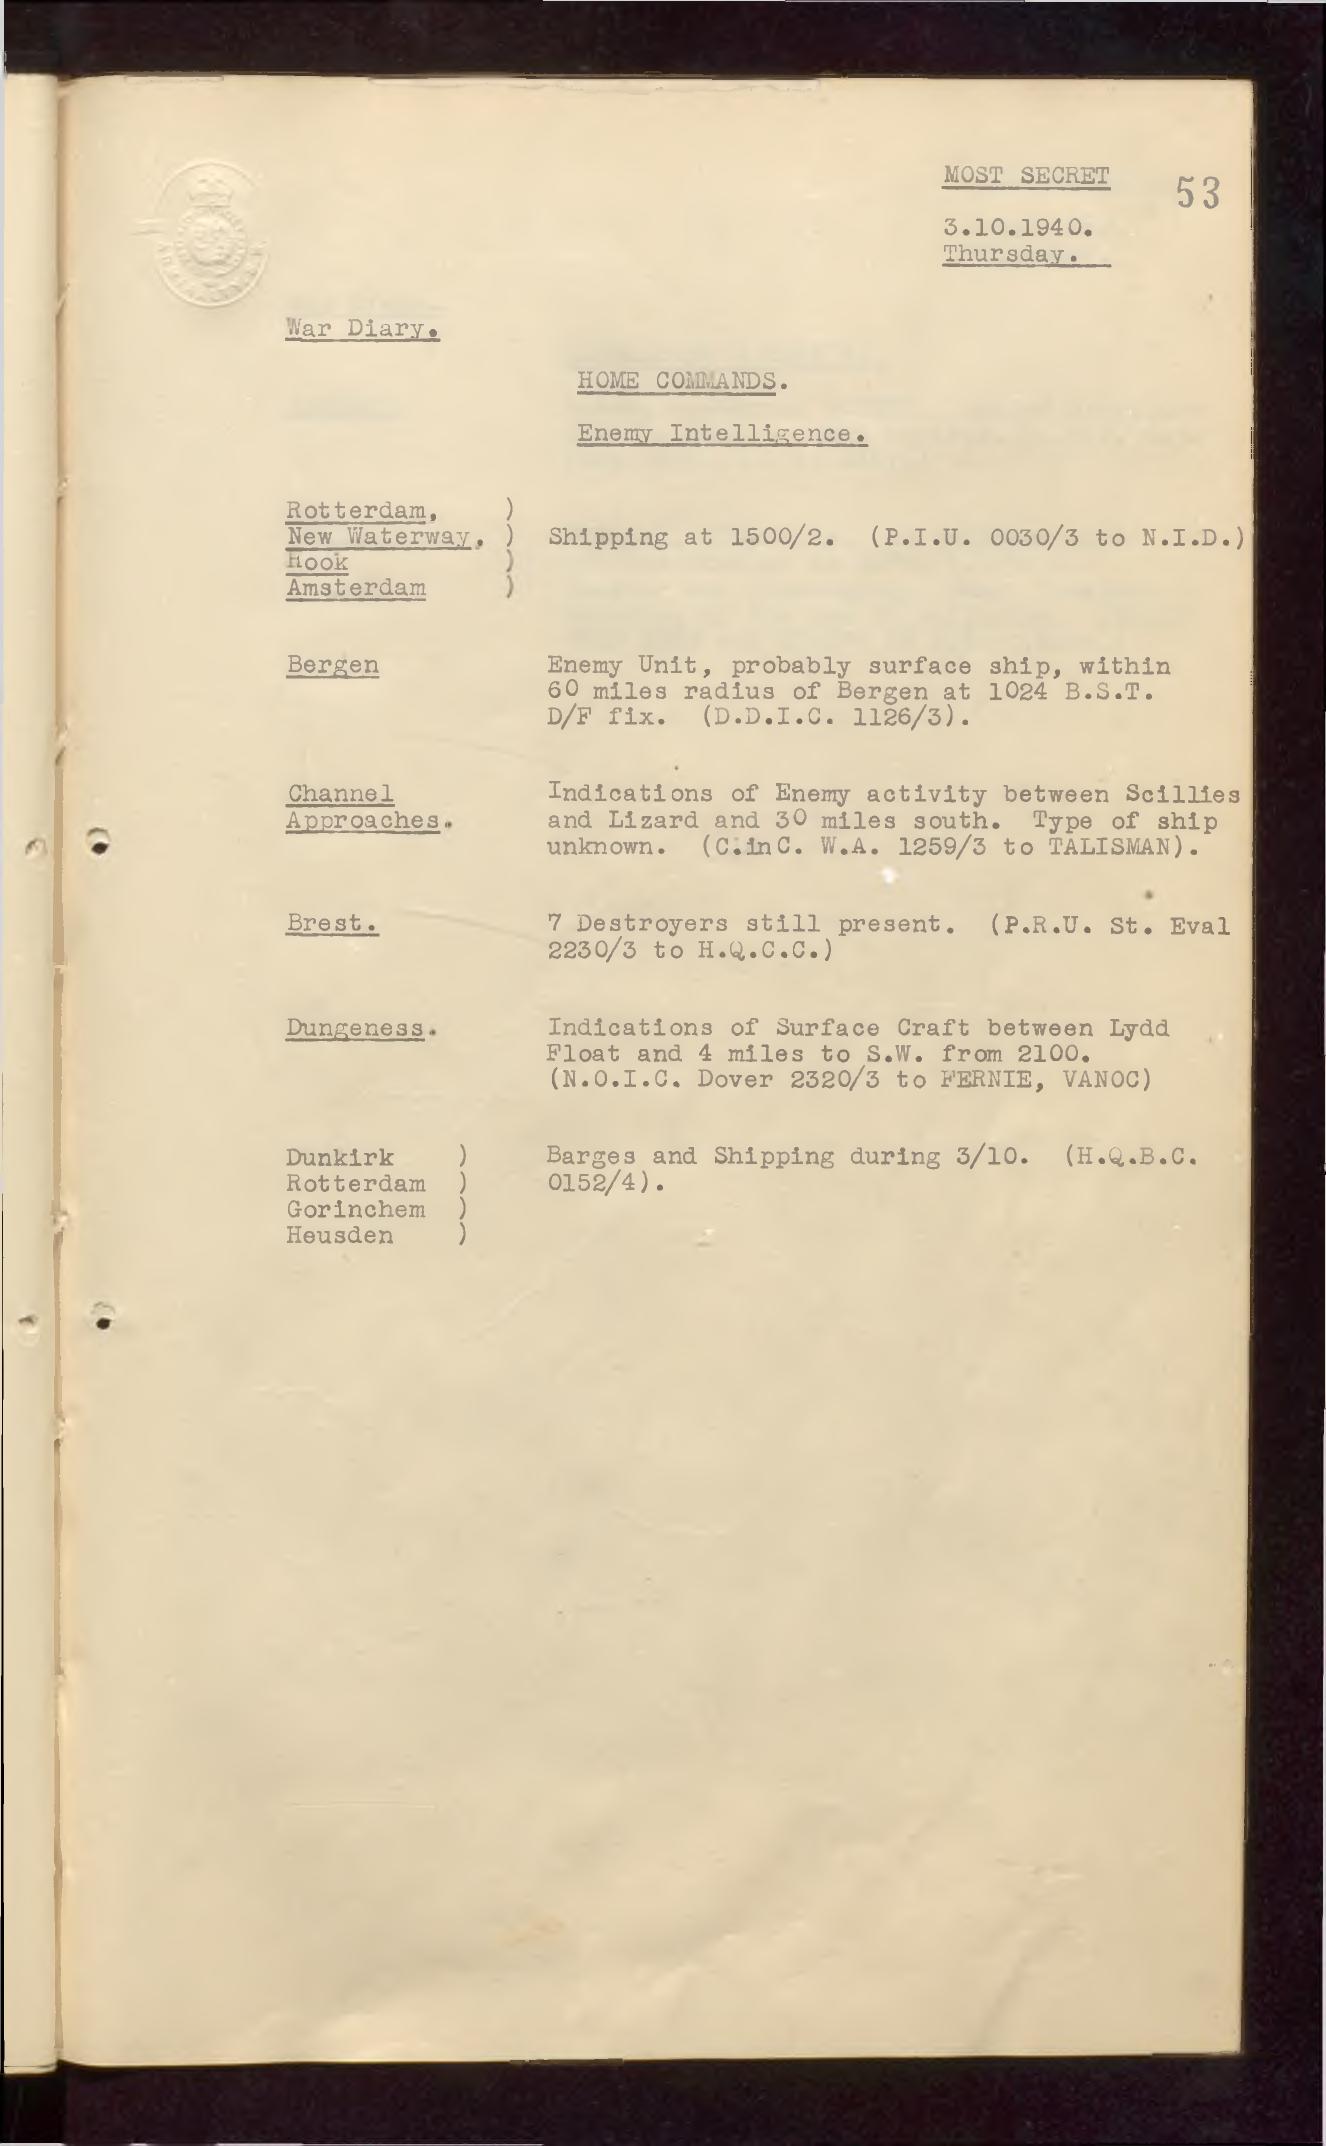 MOST SECRET
53
3.10.1940.
Thursday.
War Diary.
HOME COMMANDS.
Enemy Intelligence.
Rotterdam, )
New Waterway, ) Shipping at 1500/2. (P.I.U. 0030/3 to N.I.D.)
Hook )
Amsterdam )
Bergen Enemy Unit, probably surface ship, within
60 miles radius of Bergen at 1024 B.S.T.
D/F fix. (D.D.I.C. 1126/3).
Channel Indications of Enemy activity between Scillies
Approaches. and Lizard and 30 miles south. Type of ship
unknown. (C.inC. W.A. 1259/3 to TALISMAN).
Brest. 7 Destroyers still present. (P.R.U. St. Eval
2230/3 to H.Q.C.C.)
Dungeness. Indications of Surface Craft between Lydd
Float and 4 miles to S.W. from 2100.
(N.O.I.C. Dover 2320/3 to FERNIE, VANOC)
Dunkirk ) Barges and Shipping during 3/10. (H.Q.B.C.
Rotterdam ) 0152/4).
Gorinchem )
Heusden )